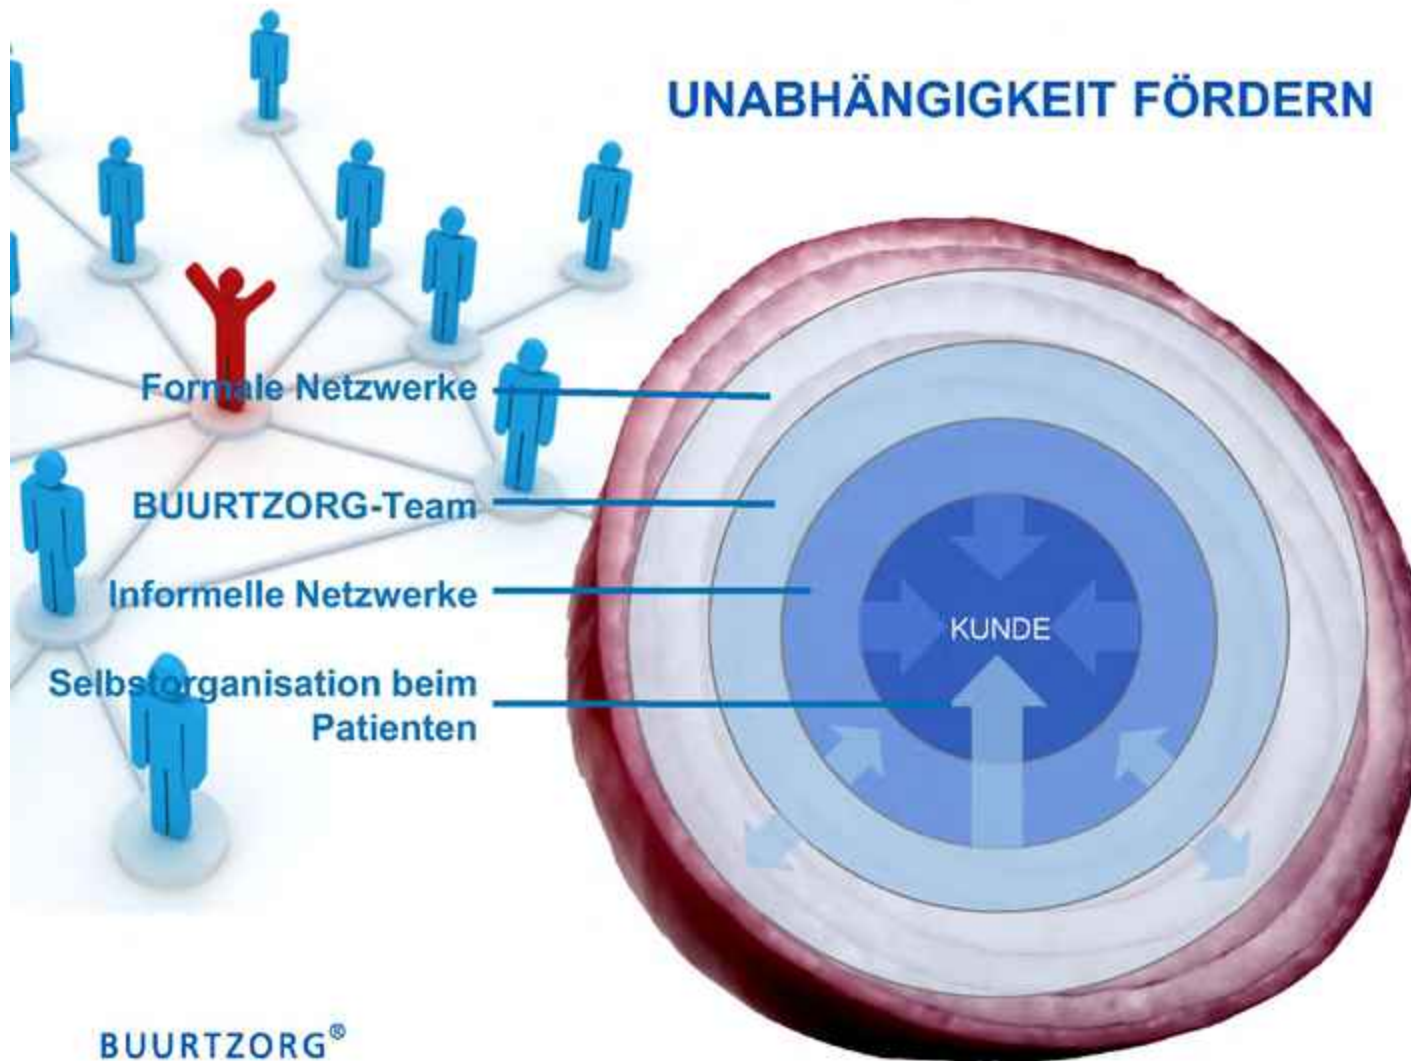 UNABHÄNGIGKEIT FÖRDERN
Formale Netzwerke
BUURTZORG-Team
Informelle Netzwerke
Selbstorganisation beim
Patienten
KUNDE
BUURTZORG®